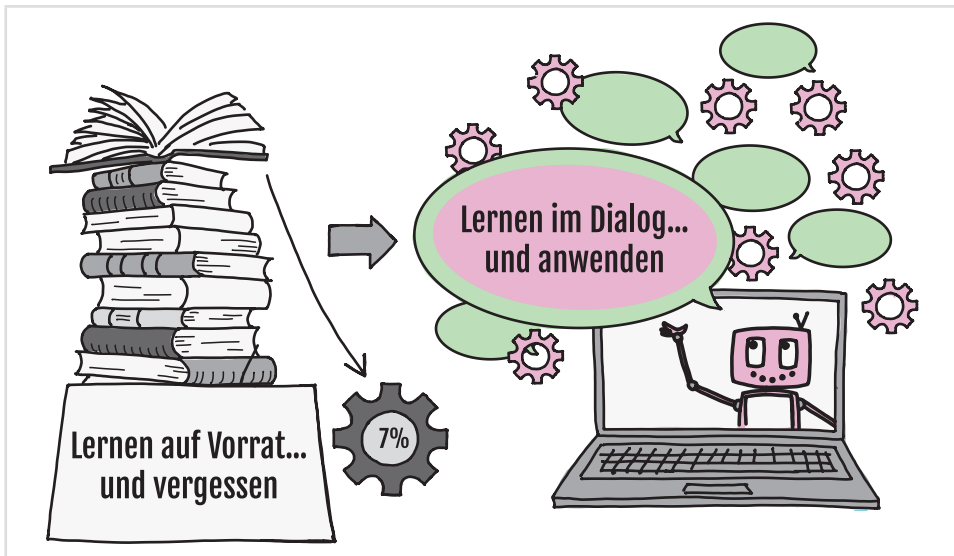 Lernen auf Vorrat...
und vergessen
7%
Lernen im Dialog...
und anwenden